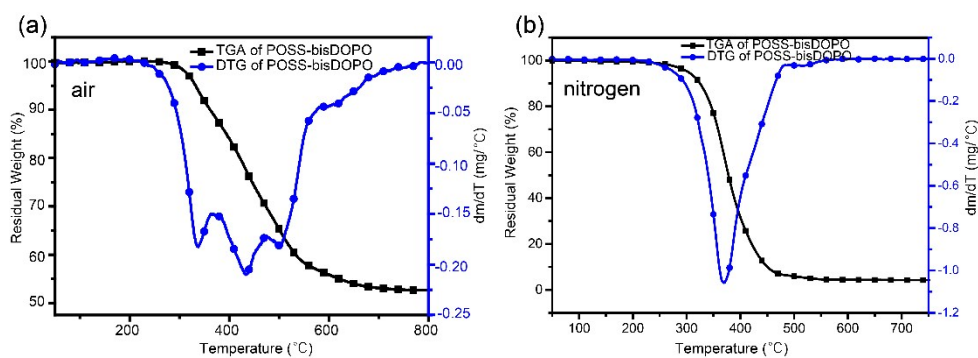 (a)
TGA of POSS-bisDOPO
DTG of POSS-bisDOPO
air
100
90
80
70
60
50
Residual Weight (%)
0.00
-0.05
-0.10
-0.15
-0.20
-0.25
dm/dT (mg/°C)
200 300 400 500 600 700 800
Temperature (°C)
(b)
TGA of POSS-bisDOPO
DTG of POSS-bisDOPO
nitrogen
100
80
60
40
20
0
Residual Weight (%)
0.0
-0.2
-0.4
-0.6
-0.8
-1.0
-1.2
dm/dT (mg/°C)
100 200 300 400 500 600 700
Temperature (°C)